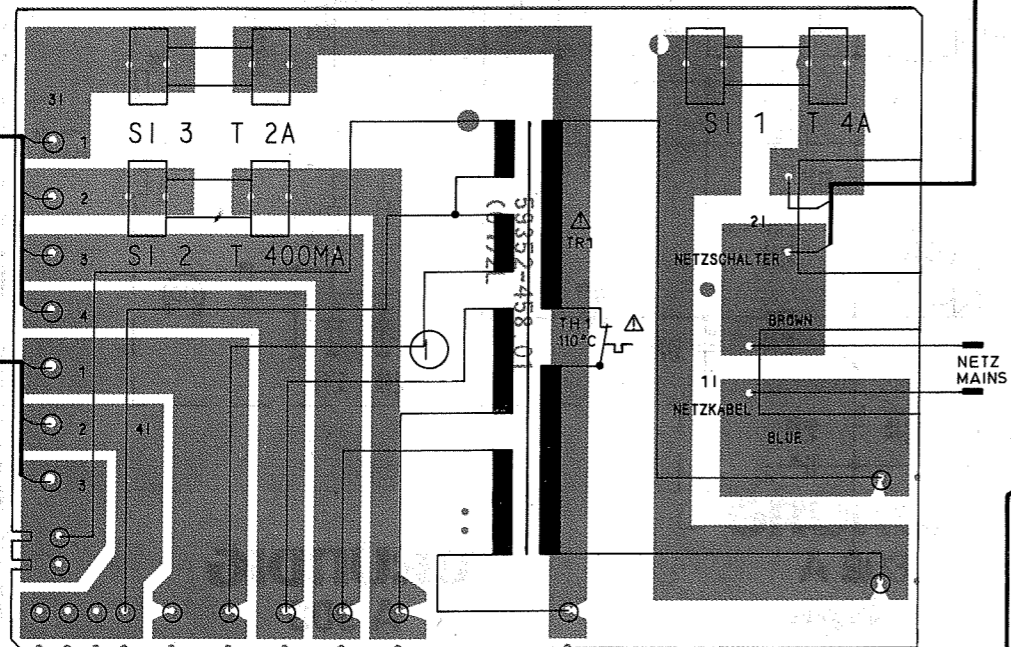 31
1
SI 3 T 2A
2
3
SI 2 T 400MA
4
1
2
41
3
59352-458.01
TR1
TH1
110°C
SI 1 T 4A
21
NETZSCHALTER
BROWN
NETZ
MAINS
11
NETZKABEL
BLUE